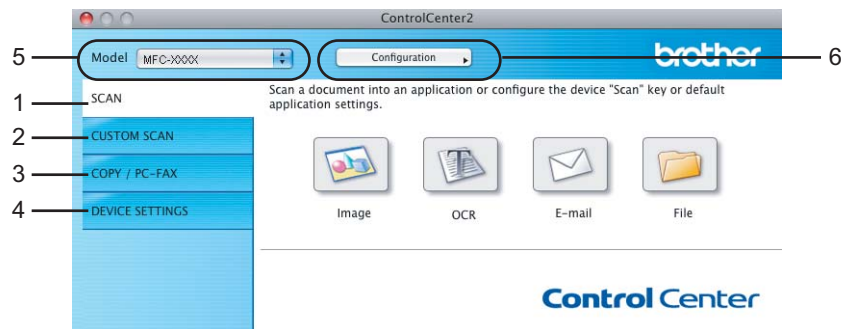 ControlCenter2
5
Model
MFC-XXXX
Configuration
brother
6
1
SCAN
Scan a document into an application or configure the device "Scan" key or default
application settings.
2
CUSTOM SCAN
3
COPY / PC-FAX
4
DEVICE SETTINGS
Image
OCR
E-mail
File
Control Center